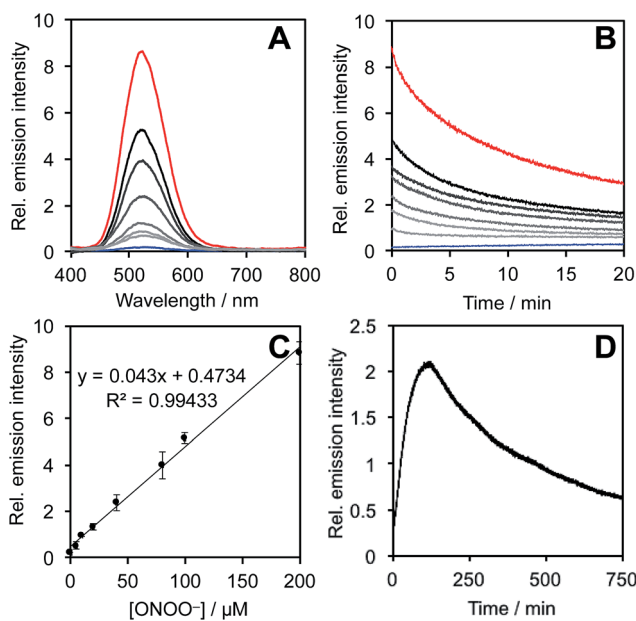 A
Rel. emission intensity
10
8
6
4
2
0
400 500 600 700 800
Wavelength / nm
B
Rel. emission intensity
10
8
6
4
2
0
0 5 10 15 20
Time / min
C
Rel. emission intensity
10
8
6
4
2
0
y = 0.043x + 0.4734
R² = 0.99433
0 50 100 150 200
[ONOO⁻] / µM
D
Rel. emission intensity
2.5
2
1.5
1
0.5
0
0 250 500 750
Time / min